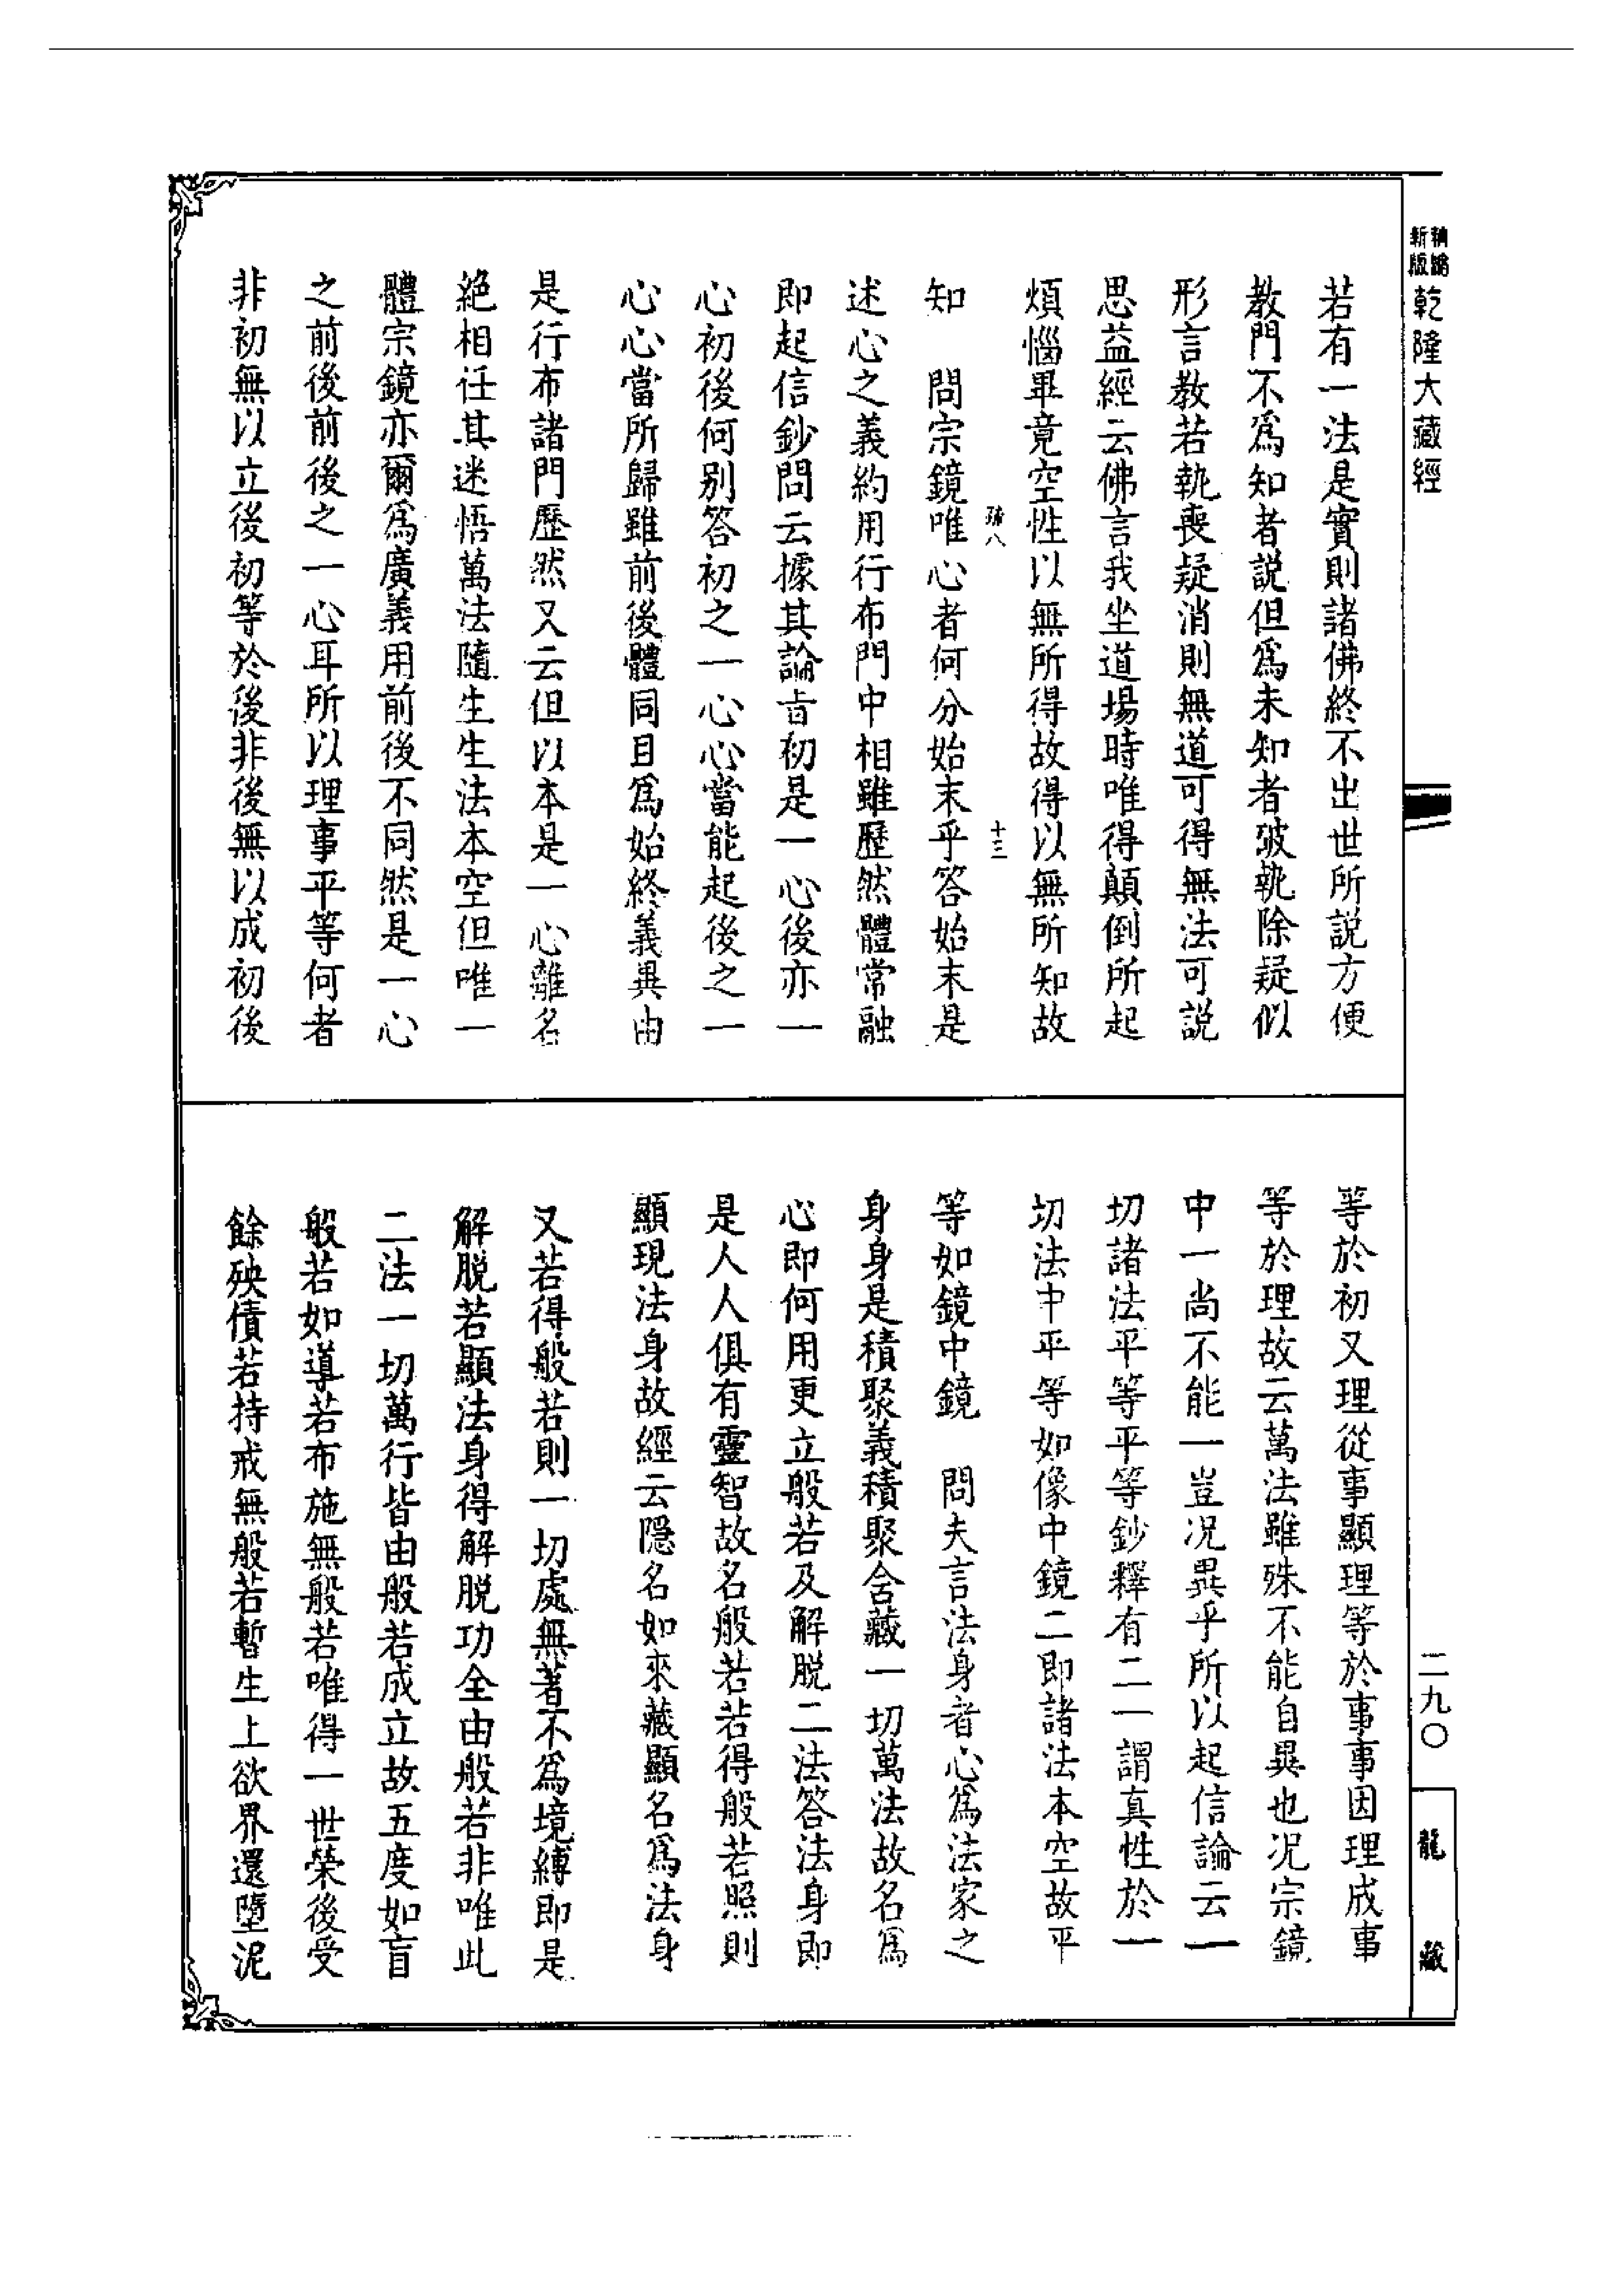 新版
乾隆大藏經
若有一法是實則諸佛終不出世所説方便
教門不爲知者説但爲未知者破執除疑似
形言教若執喪疑消則無道可得無法可説
思益經云佛言我坐道場時唯得顛倒所起
煩惱畢竟空性以無所得故得以無所知故
八
十三
知　問宗鏡唯心者何分始末乎答始末是
述心之義約用行布門中相雖歷然體常融
即起信鈔問云據其論旨初是一心後亦一
心初後何别答初之一心心當能起後之一
心心當所歸雖前後體同目爲始終義異由
是行布諸門歷然又云但以本是一心離名
絶相任其迷悟萬法隨生生法本空但唯一
體宗鏡亦爾爲廣義用前後不同然是一心
之前後前後之一心耳所以理事平等何者
非初無以立後初等於後非後無以成初後
等於初又理從事顯理等於事事因理成事
等於理故云萬法雖殊不能自異也况宗鏡
中一尚不能一豈况異乎所以起信論云一
切諸法平等平等鈔釋有二一謂真性於一
切法中平等如像中鏡二即諸法本空故平
等如鏡中鏡　問夫言法身者心爲法家之
身身是積聚義積聚含藏一切萬法故名爲
心即何用更立般若及解脱二法答法身即
是人人俱有靈智故名般若若得般若照則
顯現法身故經云隱名如來藏顯名爲法身
又若得般若則一切處無著不爲境縛即是
解脱若顯法身得解脱功全由般若非唯此
二法一切萬行皆由般若成立故五度如盲
般若如導若布施無般若唯得一世榮後受
餘殃債若持戒無般若暫生上欲界還墮泥
二九〇
龍藏